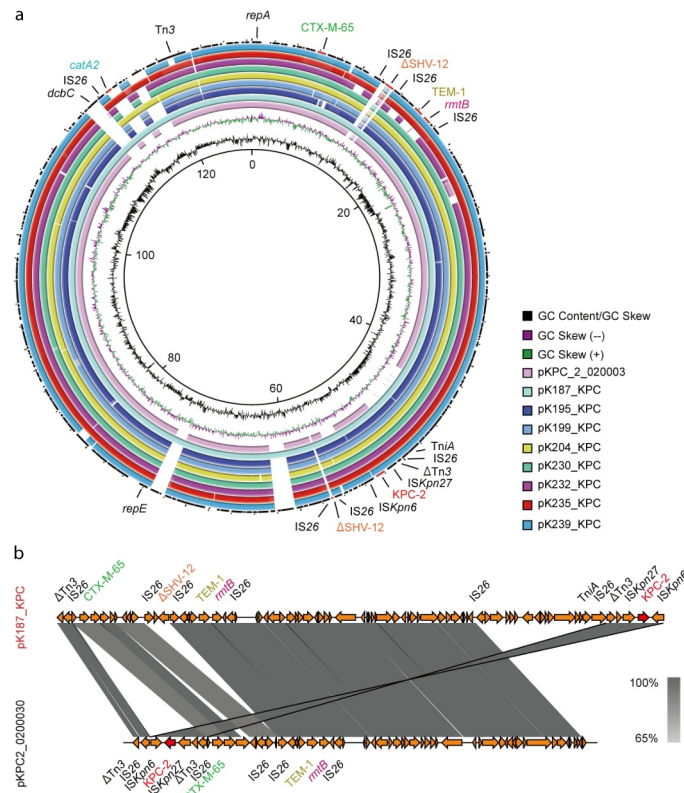 a
repA
Tn3
CTX-M-65
catA2
IS26
dcbC
IS26
ΔSHV-12
IS26
TEM-1
rmtB
IS26
0
20
40
60
80
100
120
GC Content/GC Skew
GC Skew (--)
GC Skew (+)
pKPC_2_020003
pK187_KPC
pK195_KPC
pK199_KPC
pK204_KPC
pK230_KPC
pK232_KPC
pK235_KPC
pK239_KPC
TniA
IS26
ΔTn3
ISKpn27
KPC-2
ISKpn6
IS26
ΔSHV-12
IS26
repE
b
pK187_KPC
ΔTn3
IS26
CTX-M-65
IS26
ΔSHV-12
IS26
TEM-1
rmtB
IS26
IS26
TniA
IS26
ΔTn3
ISKpn27
KPC-2
ISKpn6
100%
65%
pKPC2_0200030
ΔTn3
IS26
ISKpn6
KPC-2
ISKpn27
ΔTn3
IS26
CTX-M-65
IS26
IS26
TEM-1
rmtB
IS26